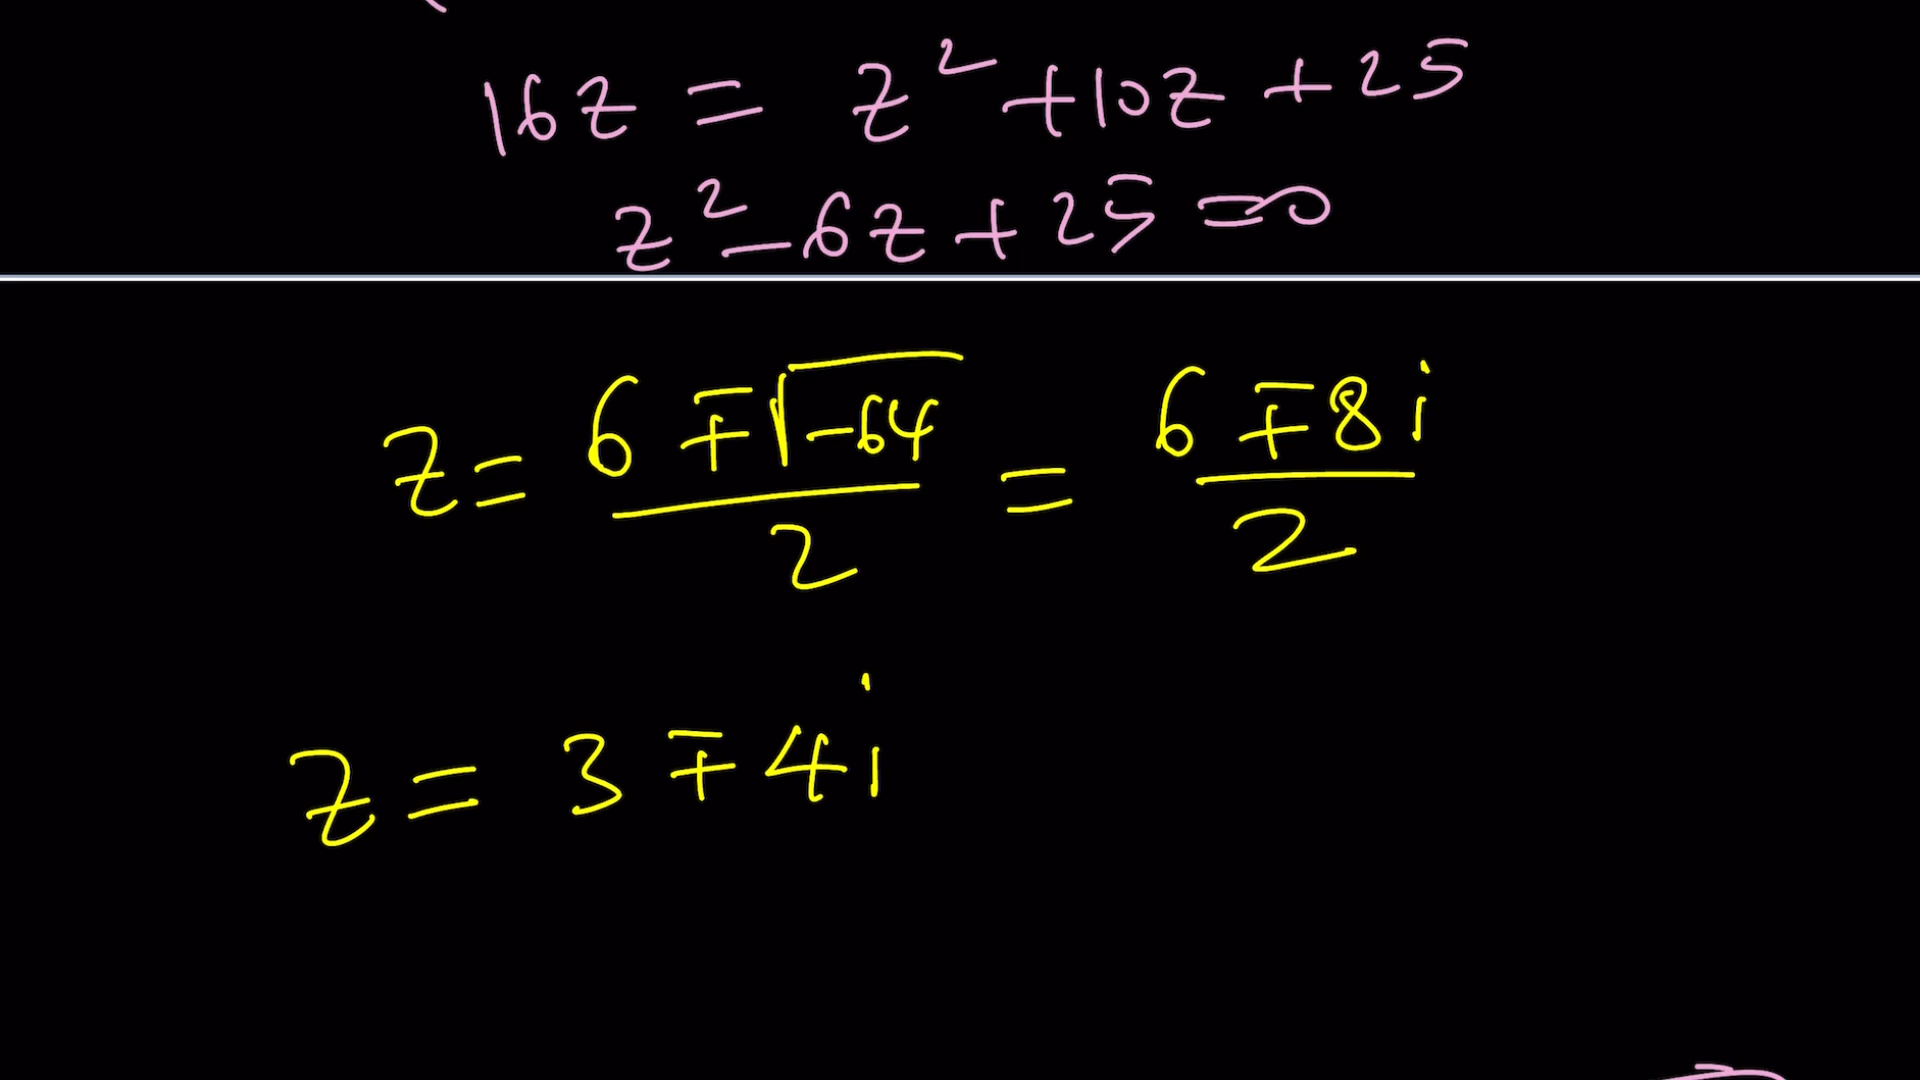 16z = z² + 10z + 25
z² - 6z + 25 = 0
z = (6 ∓ √-64)/2 = (6 ∓ 8i)/2
z = 3 ∓ 4i